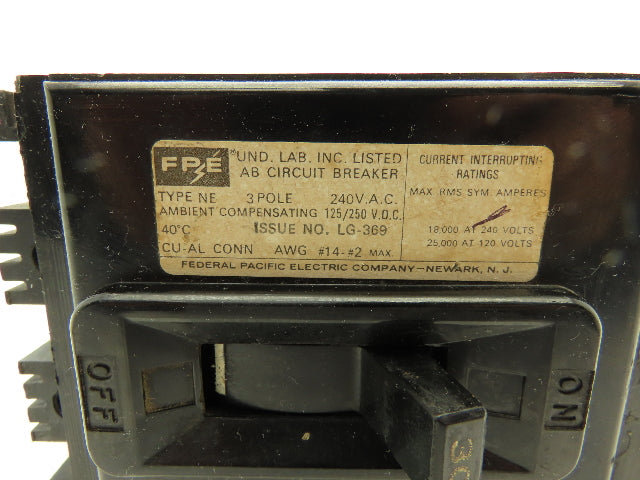 FPE
UND. LAB. INC. LISTED
AB CIRCUIT BREAKER
TYPE NE 3 POLE 240 V.A.C.
AMBIENT COMPENSATING 125/250 V.D.C.
40°C ISSUE NO. LG-369
CU-AL CONN AWG #14-#2 MAX.
CURRENT INTERRUPTING
RATINGS
MAX. RMS SYM. AMPERES
18,000 AT 240 VOLTS
25,000 AT 120 VOLTS
FEDERAL PACIFIC ELECTRIC COMPANY-NEWARK, N. J.
OFF
ON